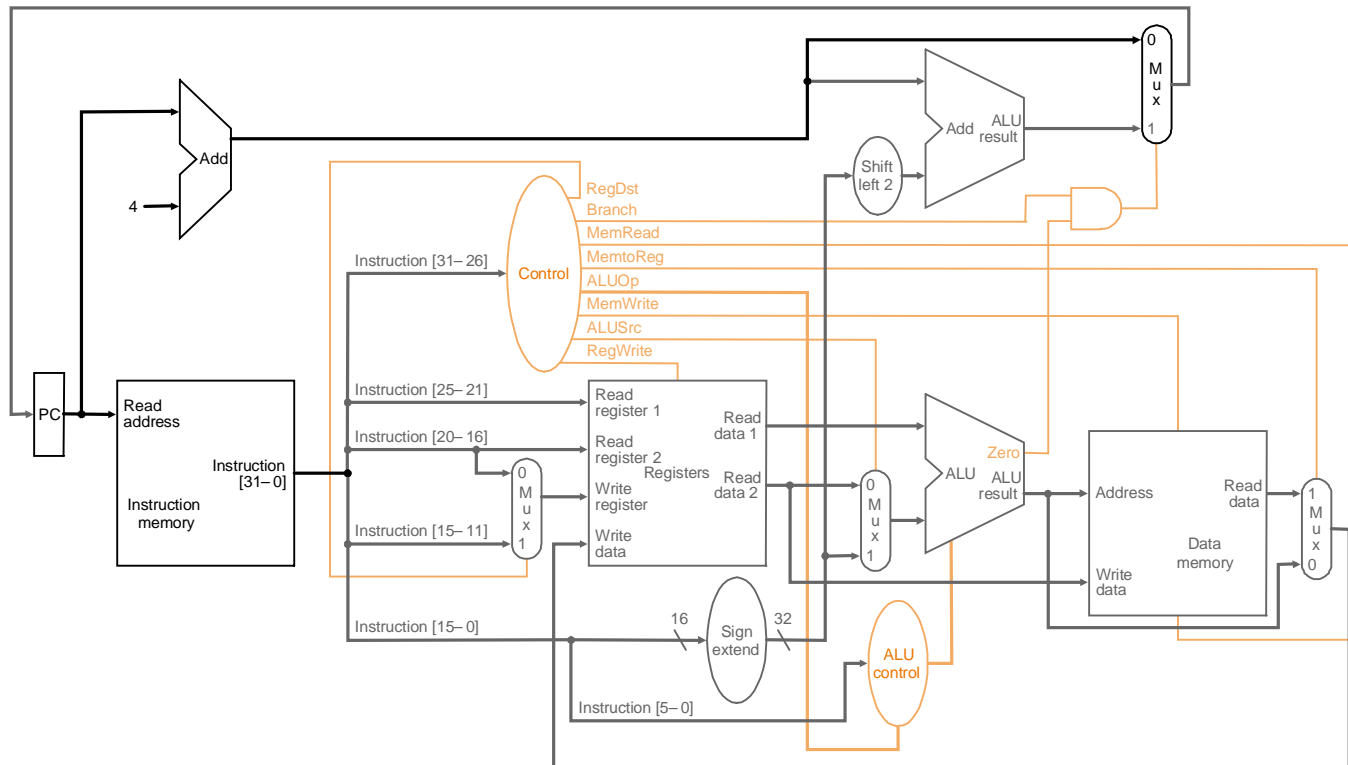 0
M
u
x
1
Add
ALU
result
Add
Shift
left 2
4
RegDst
Branch
MemRead
MemtoReg
ALUOp
MemWrite
ALUSrc
RegWrite
Instruction [31– 26]
Control
PC
Read
address
Instruction
[31– 0]
Instruction
memory
Instruction [25– 21]
Instruction [20– 16]
Instruction [15– 11]
0
M
u
x
1
Read
register 1
Read
register 2
Registers
Write
register
Write
data
Read
data 1
Read
data 2
0
M
u
x
1
Zero
ALU
ALU
result
Address
Read
data
Data
memory
Write
data
1
M
u
x
0
Instruction [15– 0]
16
Sign
extend
32
ALU
control
Instruction [5– 0]